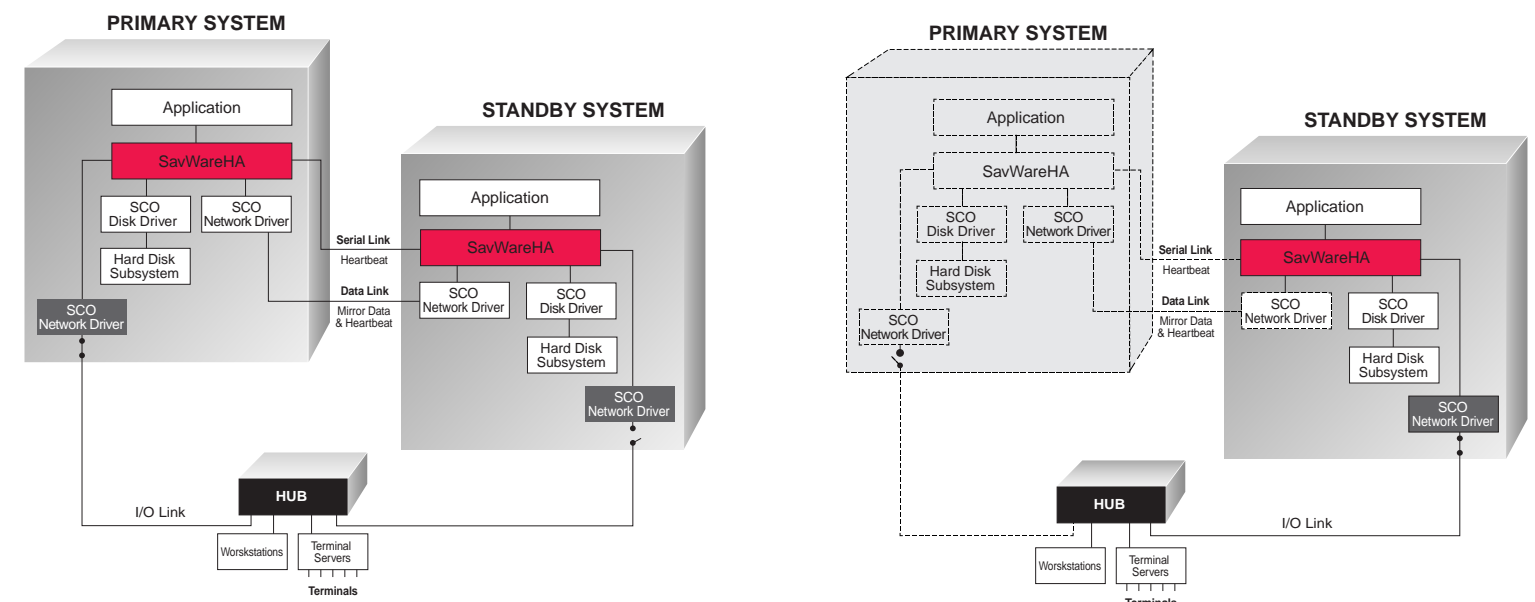 PRIMARY SYSTEM
Application
SavWareHA
SCO
Disk Driver
SCO
Network Driver
Hard Disk
Subsystem
SCO
Network Driver
Serial Link
Heartbeat
Data Link
Mirror Data
& Heartbeat
STANDBY SYSTEM
Application
SavWareHA
SCO
Network Driver
SCO
Disk Driver
Hard Disk
Subsystem
SCO
Network Driver
HUB
I/O Link
Worskstations
Terminal
Servers
Terminals
PRIMARY SYSTEM
Application
SavWareHA
SCO
Disk Driver
SCO
Network Driver
Hard Disk
Subsystem
SCO
Network Driver
Serial Link
Heartbeat
Data Link
Mirror Data
& Heartbeat
STANDBY SYSTEM
Application
SavWareHA
SCO
Network Driver
SCO
Disk Driver
Hard Disk
Subsystem
SCO
Network Driver
HUB
I/O Link
Workstations
Terminal
Servers
Terminals